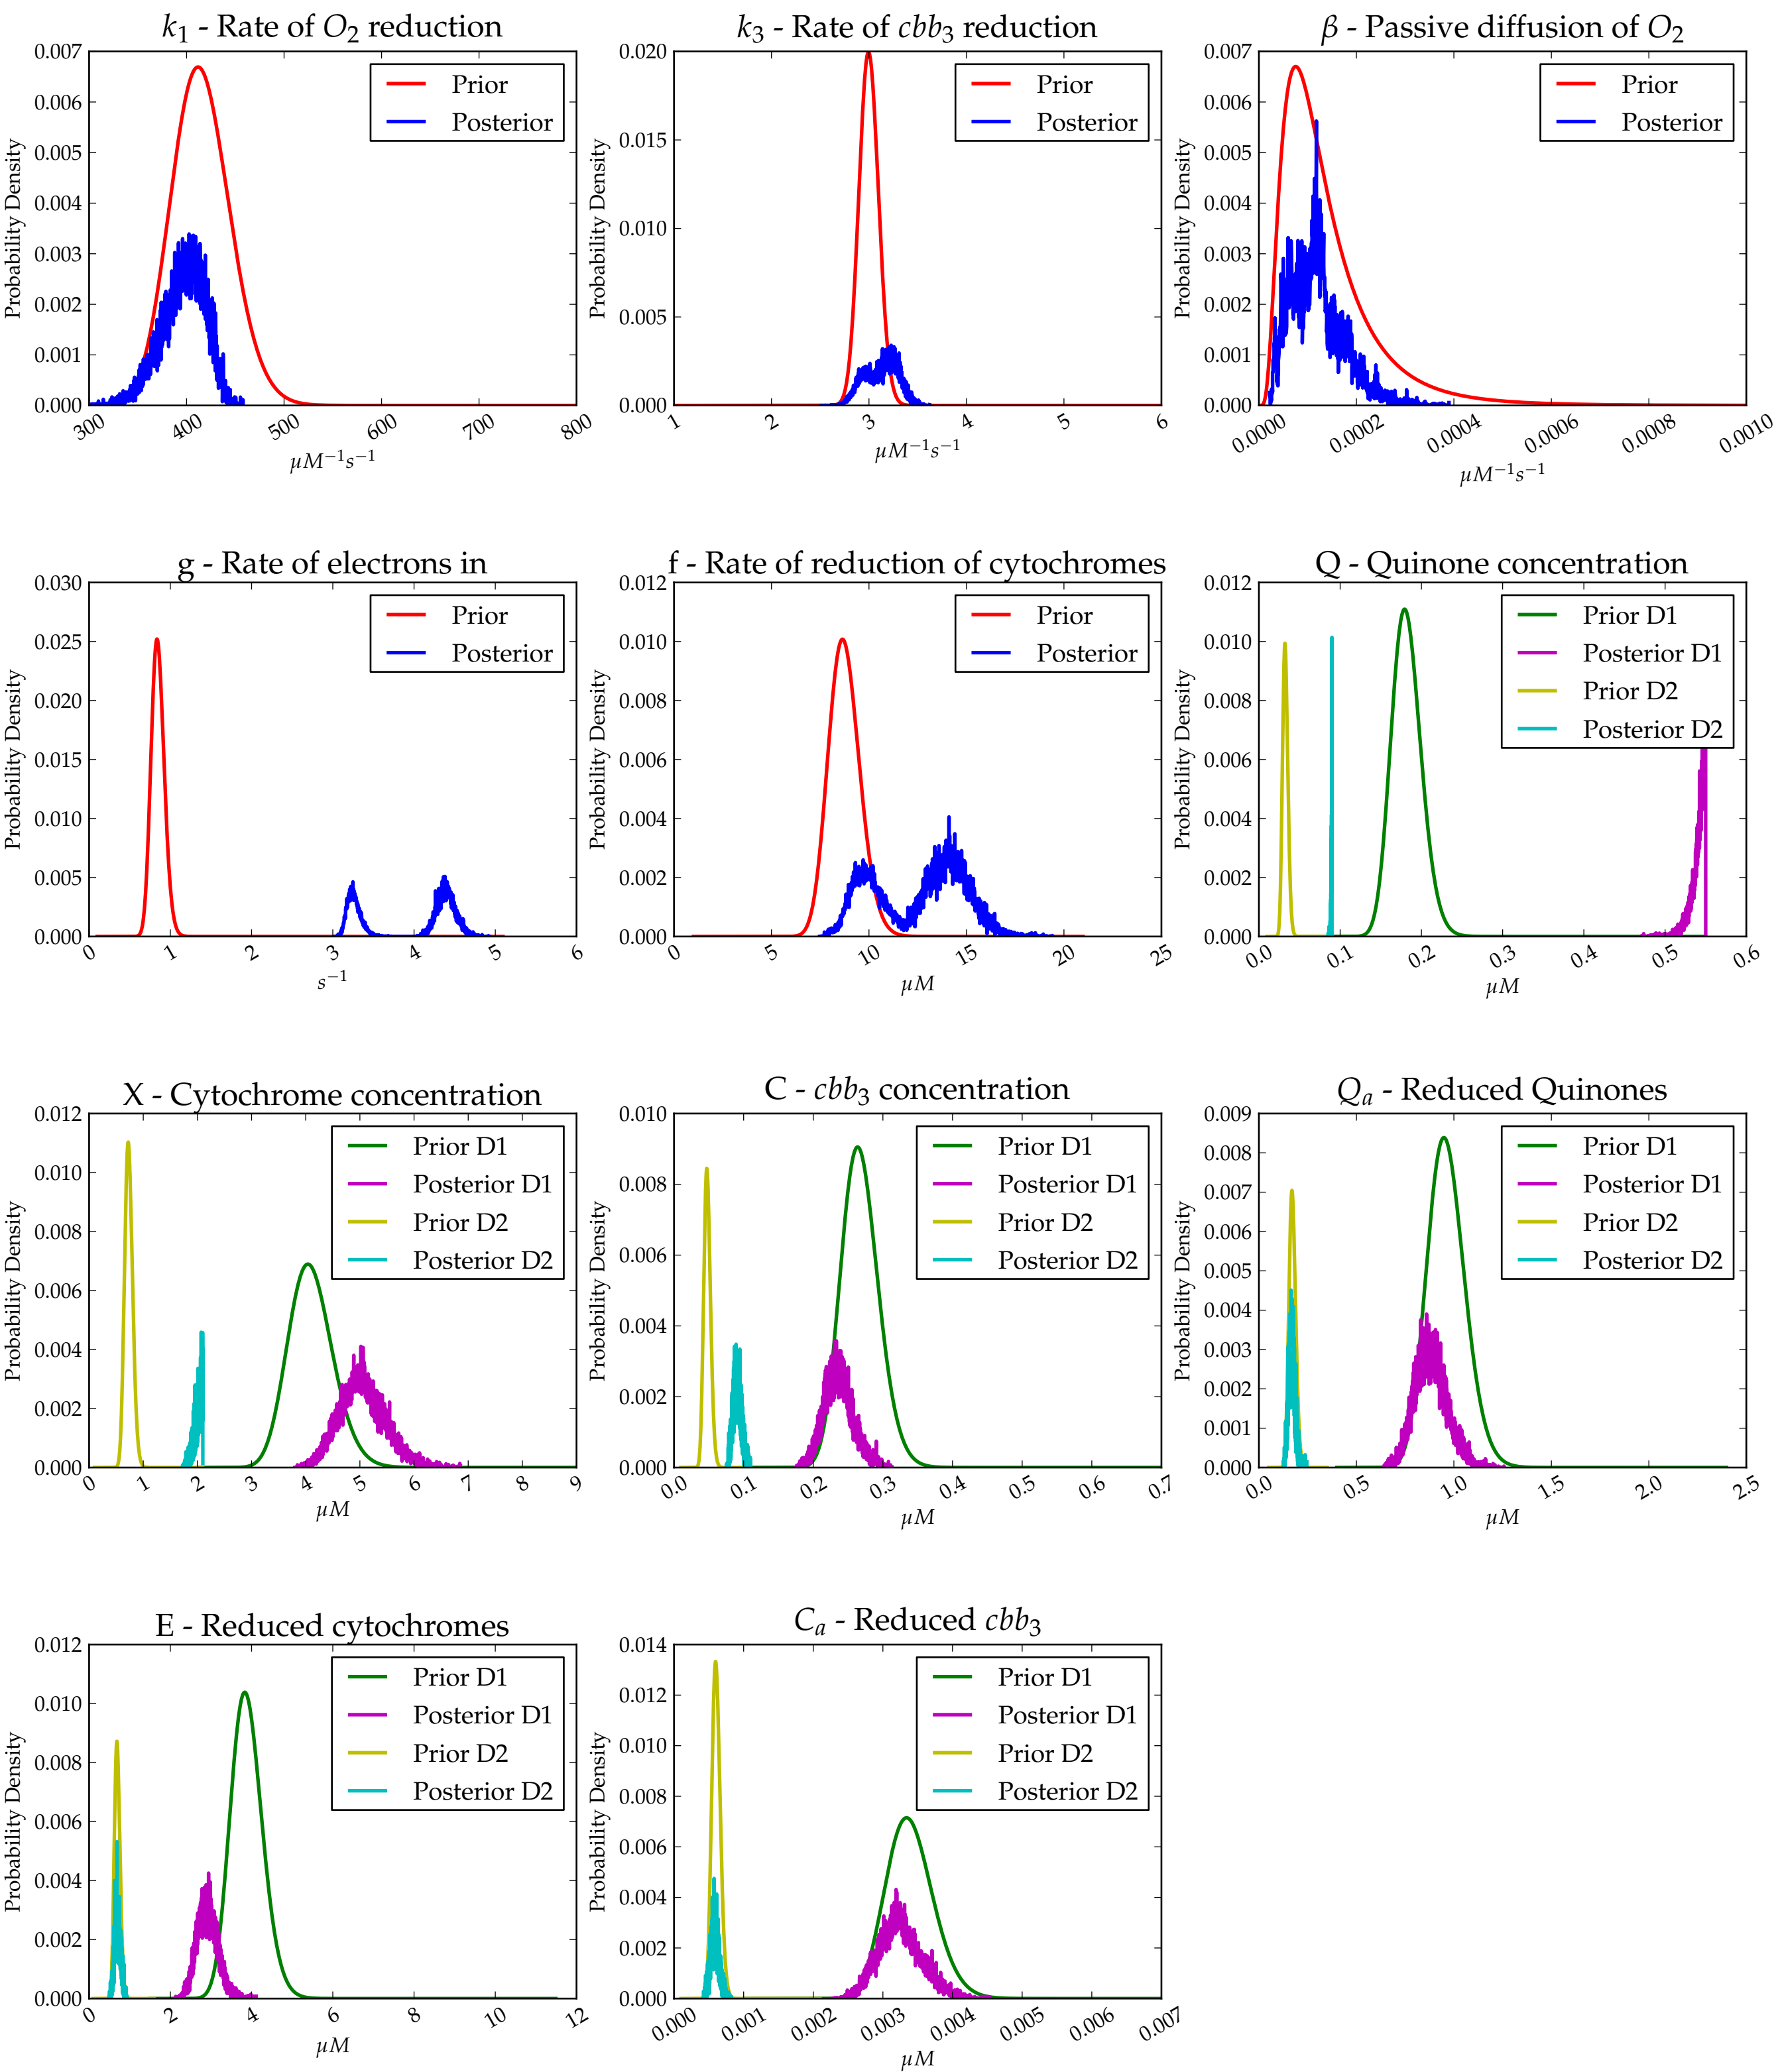 k1 - Rate of O2 reduction
Probability Density
0.007
0.006
0.005
0.004
0.003
0.002
0.001
0.000
Prior
Posterior
300 400 500 600 700 800
µM−1s−1
k3 - Rate of cbb3 reduction
Probability Density
0.020
0.015
0.010
0.005
0.000
Prior
Posterior
1 2 3 4 5 6
µM−1s−1
β - Passive diffusion of O2
Probability Density
0.007
0.006
0.005
0.004
0.003
0.002
0.001
0.000
Prior
Posterior
0.0000 0.0002 0.0004 0.0006 0.0008 0.0010
µM−1s−1
g - Rate of electrons in
Probability Density
0.030
0.025
0.020
0.015
0.010
0.005
0.000
Prior
Posterior
0 1 2 3 4 5 6
s−1
f - Rate of reduction of cytochromes
Probability Density
0.012
0.010
0.008
0.006
0.004
0.002
0.000
Prior
Posterior
0 5 10 15 20 25
µM
Q - Quinone concentration
Probability Density
0.012
0.010
0.008
0.006
0.004
0.002
0.000
Prior D1
Posterior D1
Prior D2
Posterior D2
0.0 0.1 0.2 0.3 0.4 0.5 0.6
µM
X - Cytochrome concentration
Probability Density
0.012
0.010
0.008
0.006
0.004
0.002
0.000
Prior D1
Posterior D1
Prior D2
Posterior D2
0 1 2 3 4 5 6 7 8 9
µM
C - cbb3 concentration
Probability Density
0.010
0.008
0.006
0.004
0.002
0.000
Prior D1
Posterior D1
Prior D2
Posterior D2
0.0 0.1 0.2 0.3 0.4 0.5 0.6 0.7
µM
Qa - Reduced Quinones
Probability Density
0.009
0.008
0.007
0.006
0.005
0.004
0.003
0.002
0.001
0.000
Prior D1
Posterior D1
Prior D2
Posterior D2
0.0 0.5 1.0 1.5 2.0 2.5
µM
E - Reduced cytochromes
Probability Density
0.012
0.010
0.008
0.006
0.004
0.002
0.000
Prior D1
Posterior D1
Prior D2
Posterior D2
0 2 4 6 8 10 12
µM
Ca - Reduced cbb3
Probability Density
0.014
0.012
0.010
0.008
0.006
0.004
0.002
0.000
Prior D1
Posterior D1
Prior D2
Posterior D2
0.000 0.001 0.002 0.003 0.004 0.005 0.006 0.007
µM